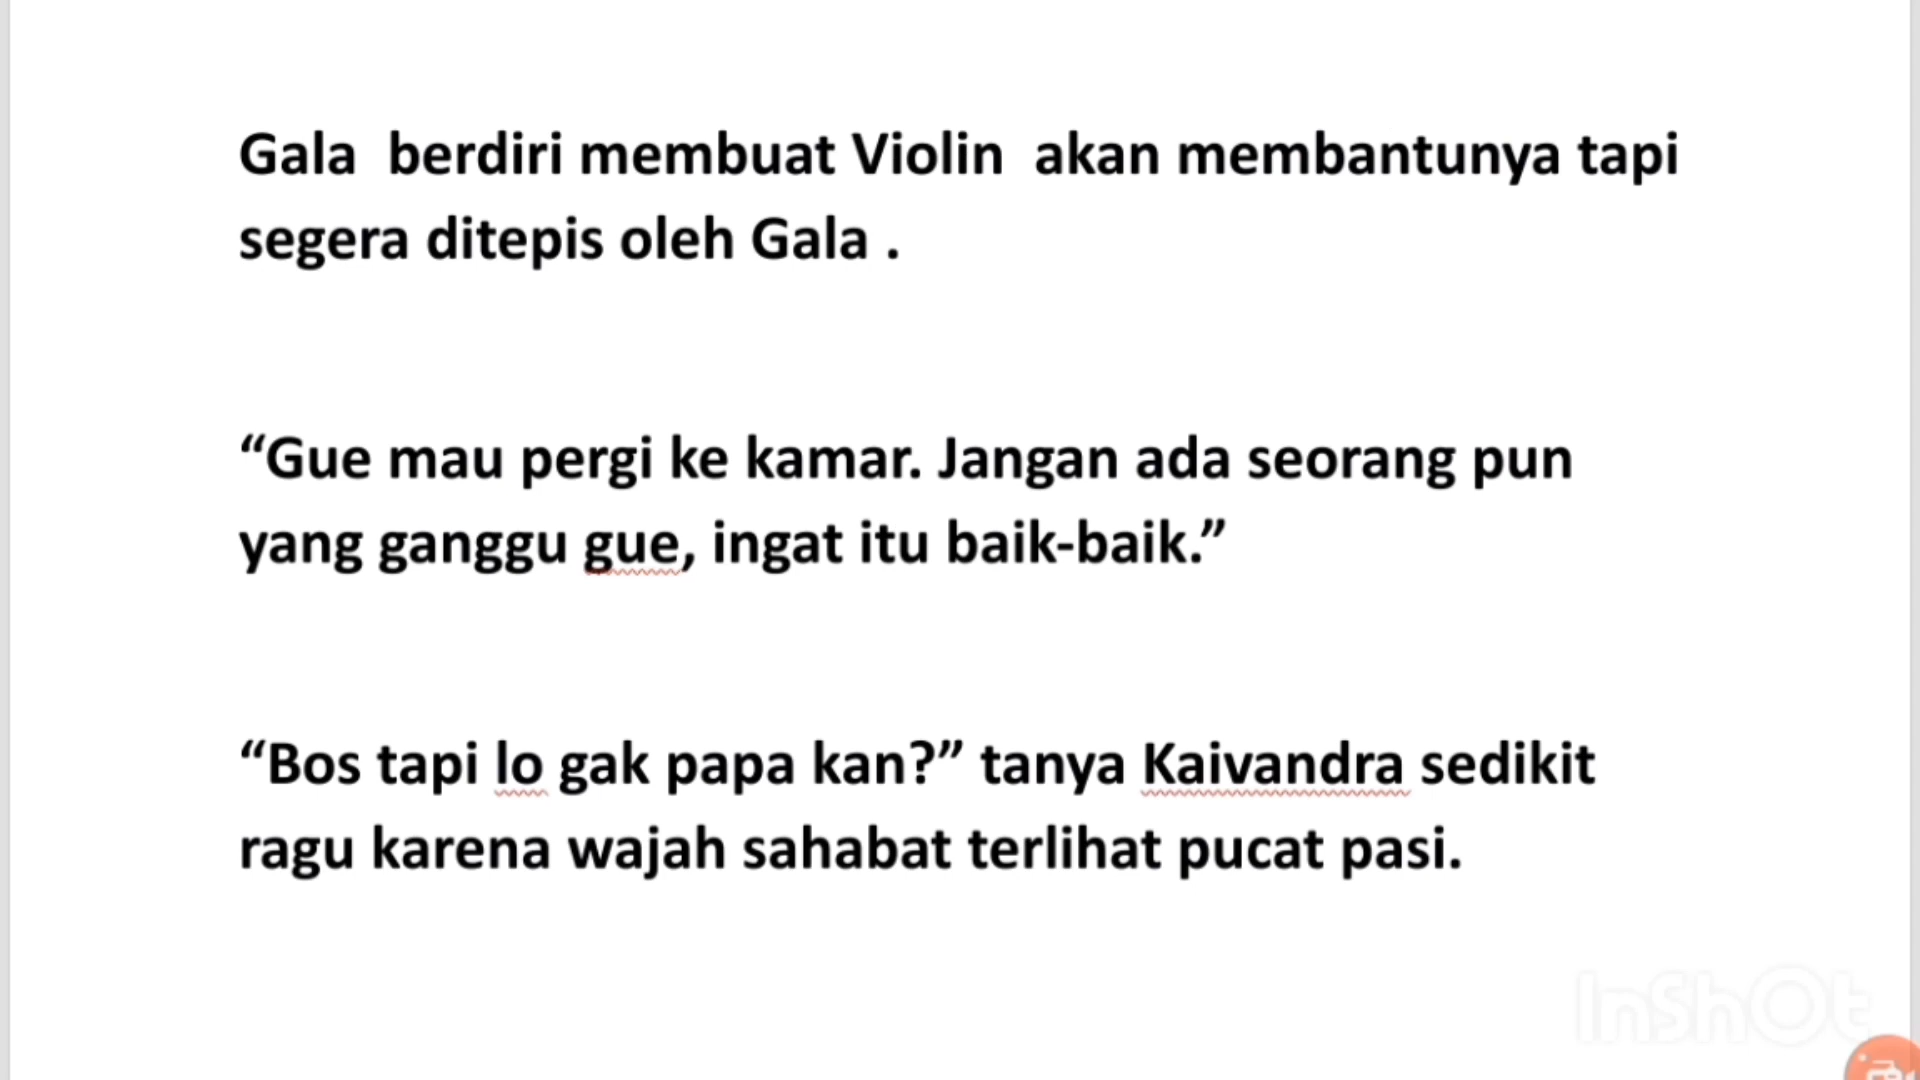 Gala  berdiri membuat Violin  akan membantunya tapi
segera ditepis oleh Gala .
“Gue mau pergi ke kamar. Jangan ada seorang pun
yang ganggu gue, ingat itu baik-baik.”
“Bos tapi lo gak papa kan?” tanya Kaivandra sedikit
ragu karena wajah sahabat terlihat pucat pasi.
InShOt